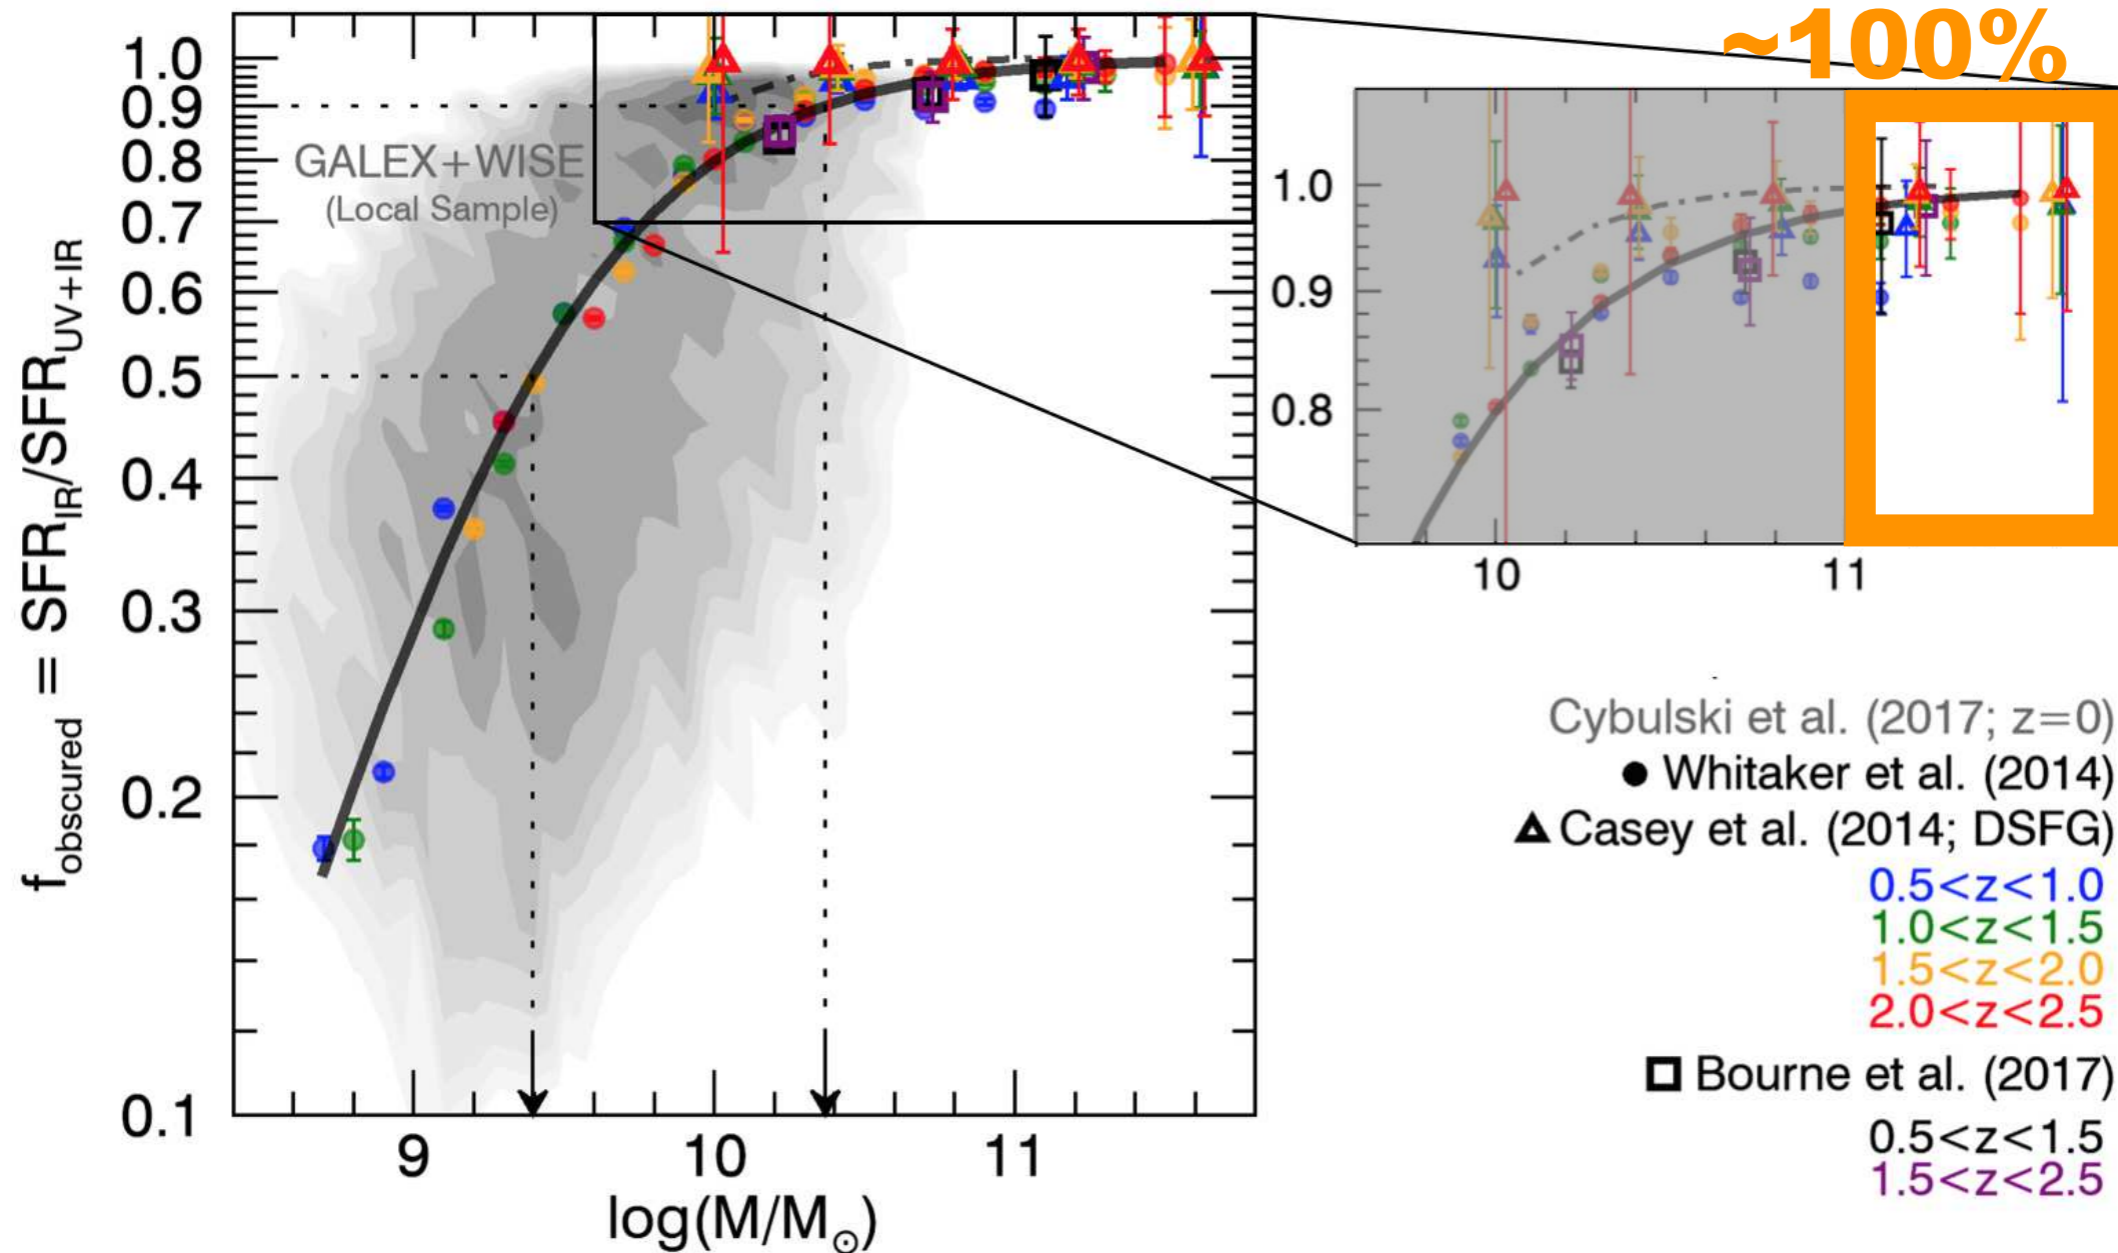 ~100%
1.0
0.9
0.8
0.7
0.6
0.5
0.4
0.3
0.2
0.1
f_obscured = SFR_IR/SFR_UV+IR
GALEX+WISE
(Local Sample)
9 10 11
log(M/M☉)
1.0
0.9
0.8
10 11
Cybulski et al. (2017; z=0)
Whitaker et al. (2014)
Casey et al. (2014; DSFG)
0.5<z<1.0
1.0<z<1.5
1.5<z<2.0
2.0<z<2.5
Bourne et al. (2017)
0.5<z<1.5
1.5<z<2.5